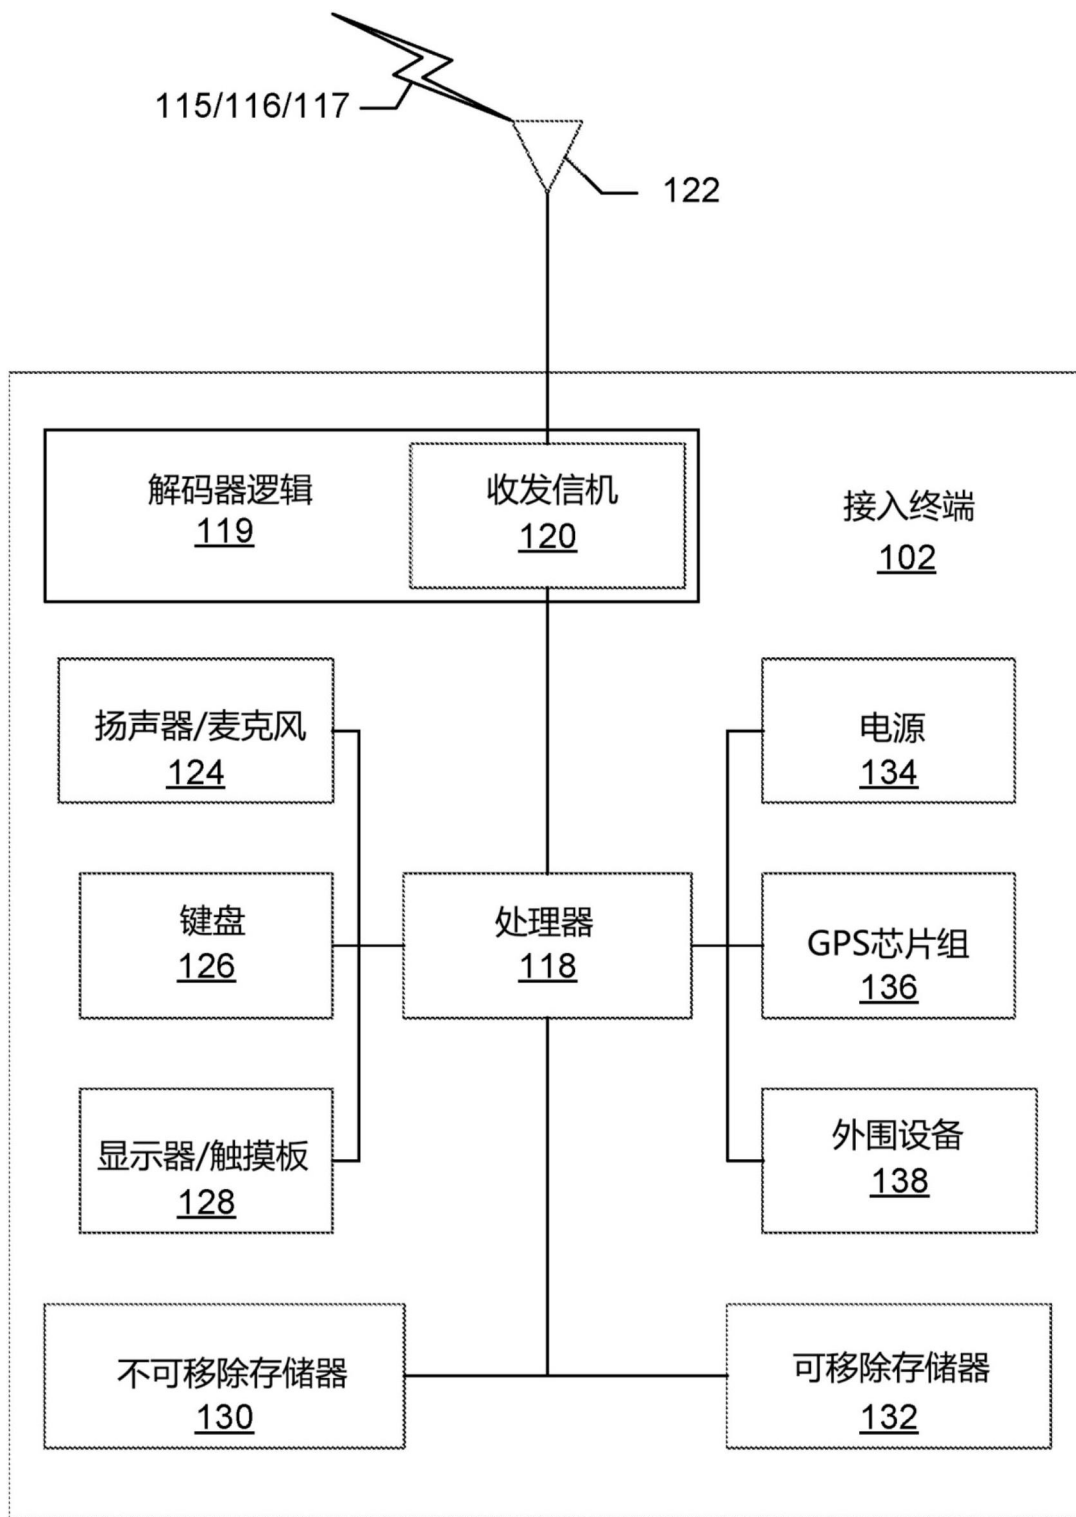 115/116/117
122
解码器逻辑
119
收发信机
120
接入终端
102
扬声器/麦克风
124
电源
134
键盘
126
处理器
118
GPS芯片组
136
显示器/触摸板
128
外围设备
138
不可移除存储器
130
可移除存储器
132